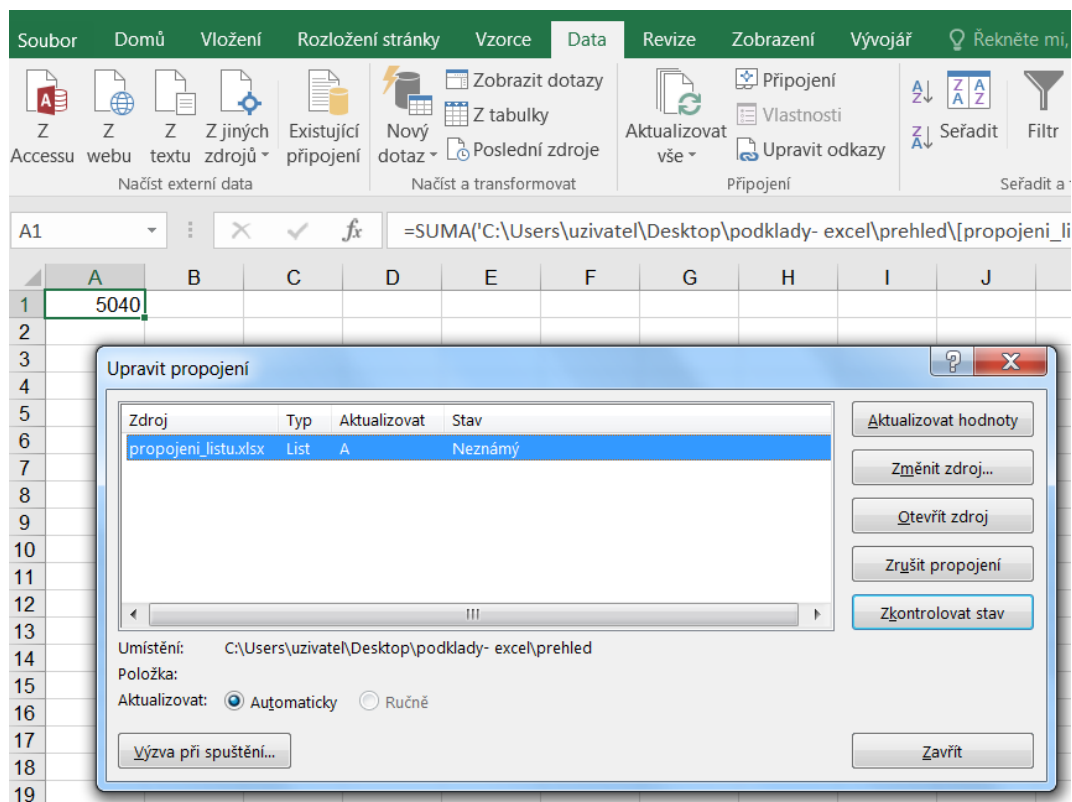 Soubor Domů Vložení Rozložení stránky Vzorce Data Revize Zobrazení Vývojář Řekněte mi,
Z Accessu
Z webu
Z textu
Z jiných zdrojů
Existující připojení
Načíst externí data
Nový dotaz
Zobrazit dotazy
Z tabulky
Poslední zdroje
Načíst a transformovat
Aktualizovat vše
Připojení
Vlastnosti
Upravit odkazy
Připojení
Seřadit
Filtr
Seřadit a
A1 fx =SUMA('C:\Users\uzivatel\Desktop\podklady- excel\prehled\[propojeni_li
A B C D E F G H I J
1 5040
2
3
4
5
6
7
8
9
10
11
12
13
14
15
16
17
18
19
Upravit propojení
Zdroj Typ Aktualizovat Stav
propojeni_listu.xlsx List A Neznámý
Aktualizovat hodnoty
Změnit zdroj...
Otevřít zdroj
Zrušit propojení
Zkontrolovat stav
Umístění: C:\Users\uzivatel\Desktop\podklady- excel\prehled
Položka:
Aktualizovat: Automaticky Ručně
Výzva při spuštění... Zavřít